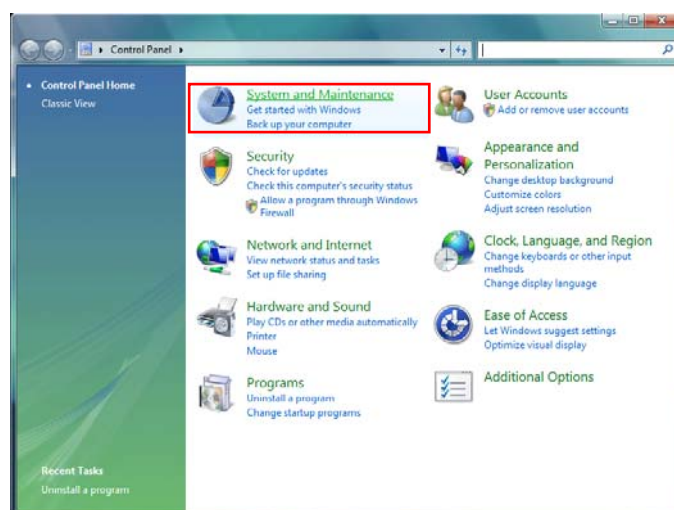 Control Panel
Control Panel Home
Classic View
System and Maintenance
Get started with Windows
Back up your computer
Security
Check for updates
Check this computer's security status
Allow a program through Windows
Firewall
Network and Internet
View network status and tasks
Set up file sharing
Hardware and Sound
Play CDs or other media automatically
Printer
Mouse
Programs
Uninstall a program
Change startup programs
User Accounts
Add or remove user accounts
Appearance and
Personalization
Change desktop background
Customize colors
Adjust screen resolution
Clock, Language, and Region
Change keyboards or other input
methods
Change display language
Ease of Access
Let Windows suggest settings
Optimize visual display
Additional Options
Recent Tasks
Uninstall a program